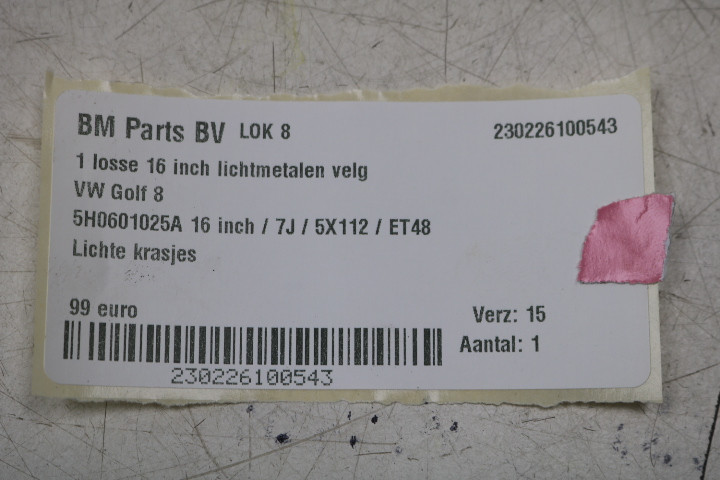 BM Parts BV LOK 8 230226100543
1 losse 16 inch lichtmetalen velg
VW Golf 8
5H0601025A 16 inch / 7J / 5X112 / ET48
Lichte krasjes
99 euro Verz: 15
Aantal: 1
230226100543